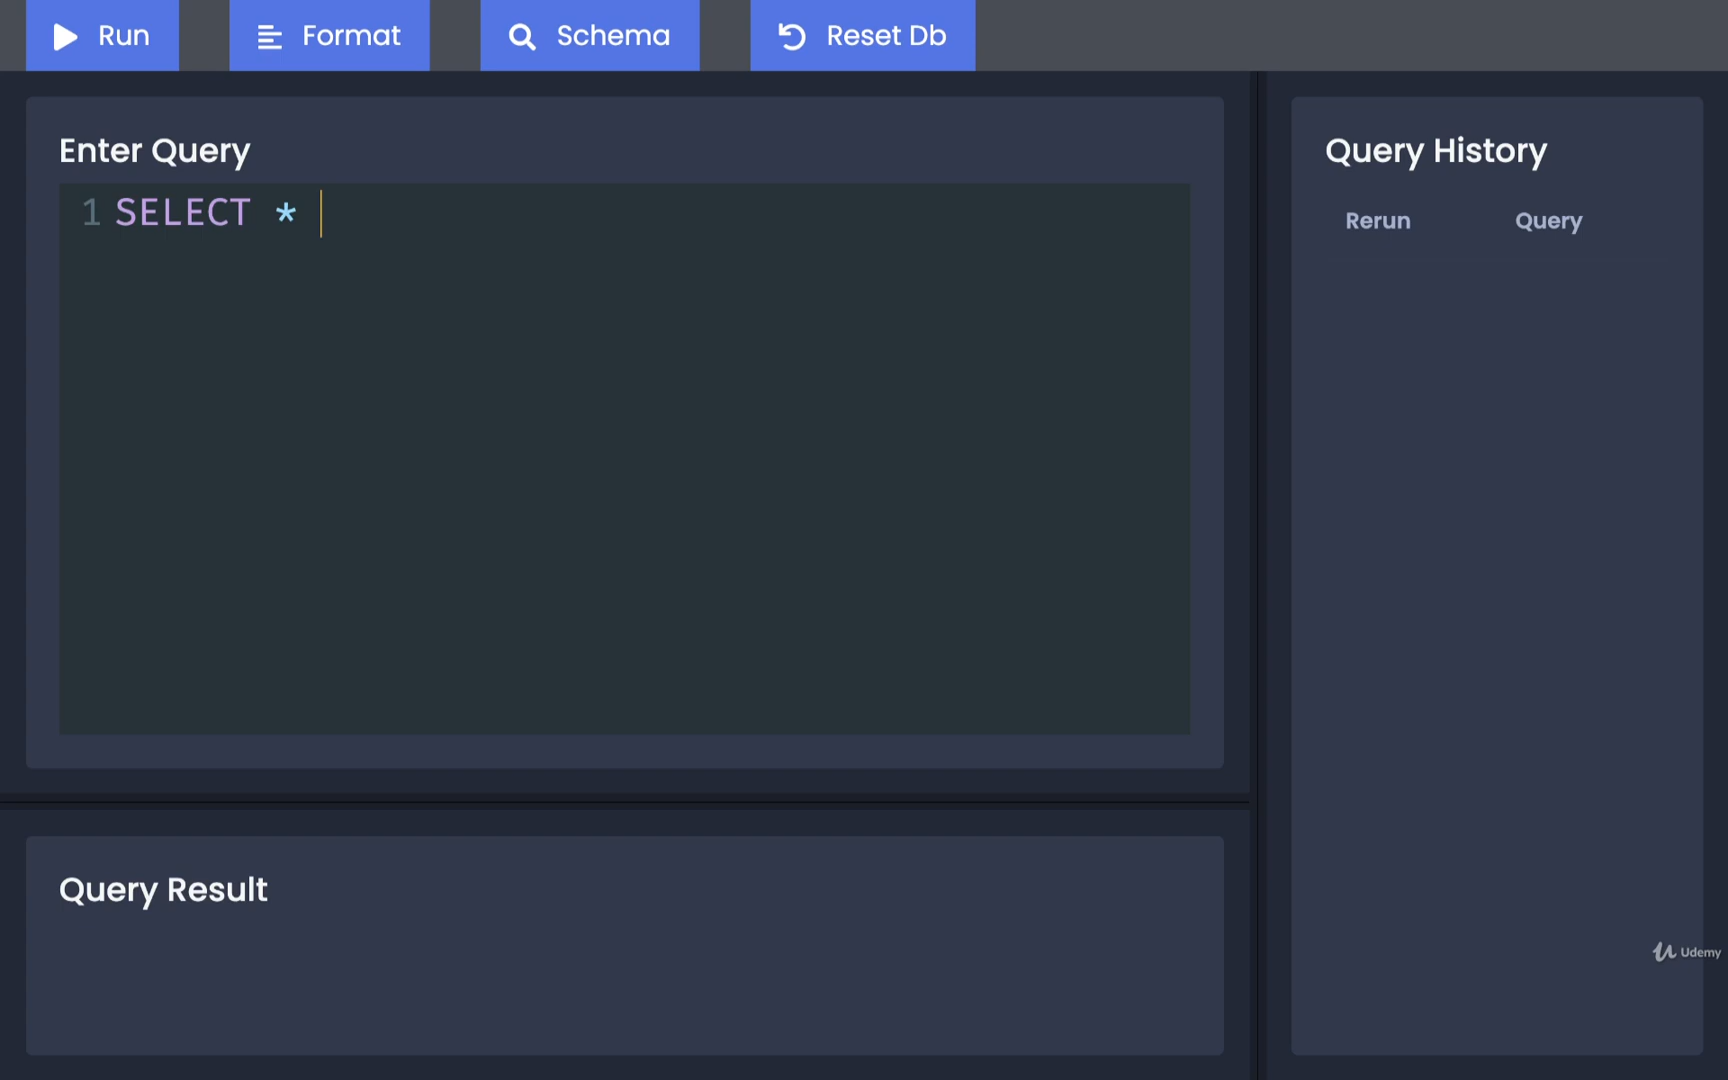 Run Format Schema Reset Db
Enter Query
1 SELECT *
Query History
Rerun Query
Query Result
Udemy